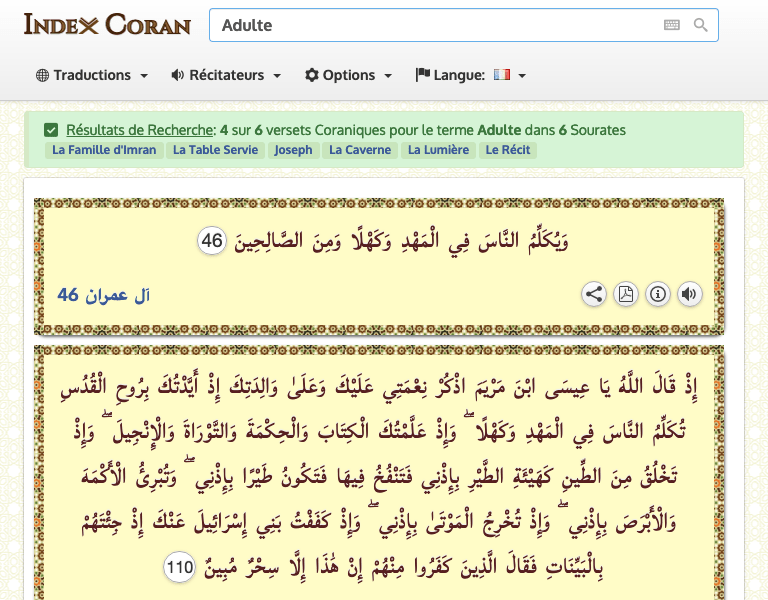 Index Coran
Adulte
Traductions Récitateurs Options Langue:
Résultats de Recherche: 4 sur 6 versets Coraniques pour le terme Adulte dans 6 Sourates
La Famille d'Imran La Table Servie Joseph La Caverne La Lumière Le Récit
وَيُكَلِّمُ النَّاسَ فِي الْمَهْدِ وَكَهْلًا وَمِنَ الصَّالِحِينَ 46
آل عمران 46
إِذْ قَالَ اللَّهُ يَا عِيسَى ابْنَ مَرْيَمَ اذْكُرْ نِعْمَتِي عَلَيْكَ وَعَلَىٰ وَالِدَتِكَ إِذْ أَيَّدْتُكَ بِرُوحِ الْقُدُسِ
تُكَلِّمُ النَّاسَ فِي الْمَهْدِ وَكَهْلًا ۖ وَإِذْ عَلَّمْتُكَ الْكِتَابَ وَالْحِكْمَةَ وَالتَّوْرَاةَ وَالْإِنْجِيلَ ۖ وَإِذْ
تَخْلُقُ مِنَ الطِّينِ كَهَيْئَةِ الطَّيْرِ بِإِذْنِي فَتَنْفُخُ فِيهَا فَتَكُونُ طَيْرًا بِإِذْنِي ۖ وَتُبْرِئُ الْأَكْمَهَ
وَالْأَبْرَصَ بِإِذْنِي ۖ وَإِذْ تُخْرِجُ الْمَوْتَىٰ بِإِذْنِي ۖ وَإِذْ كَفَفْتُ بَنِي إِسْرَائِيلَ عَنْكَ إِذْ جِئْتَهُمْ
بِالْبَيِّنَاتِ فَقَالَ الَّذِينَ كَفَرُوا مِنْهُمْ إِنْ هَٰذَا إِلَّا سِحْرٌ مُبِينٌ 110